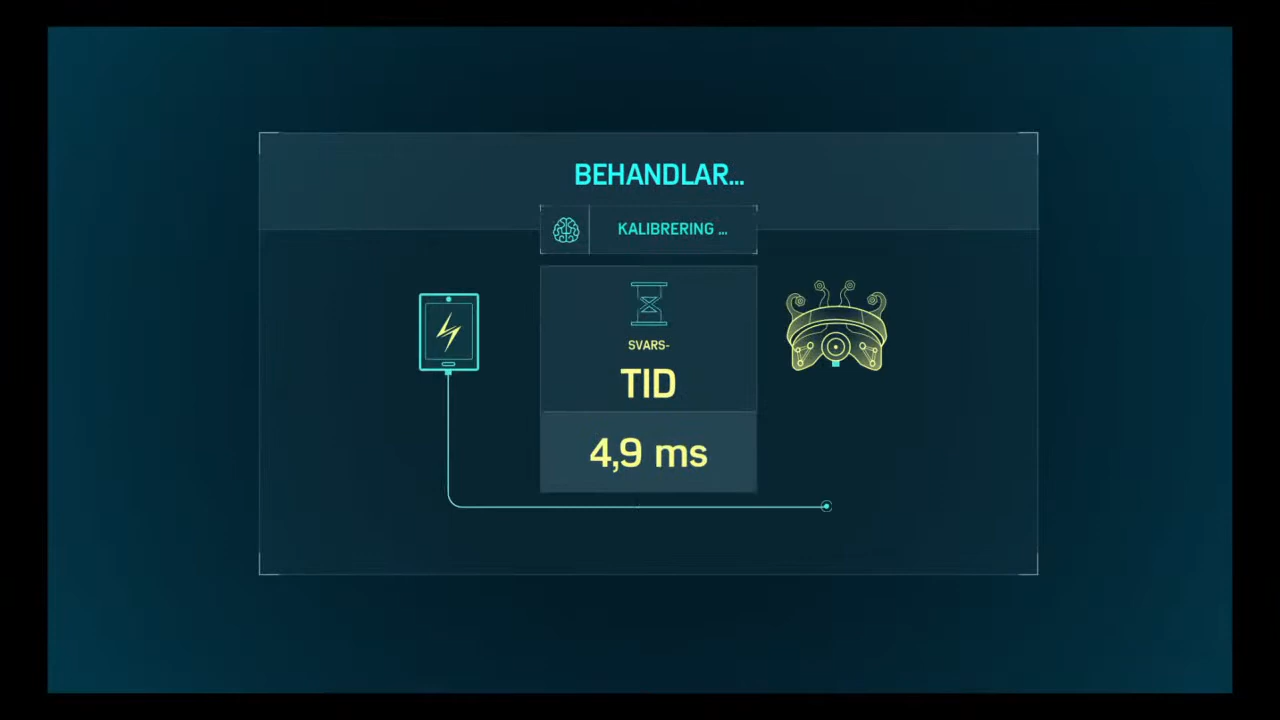 BEHANDLAR...
KALIBRERING ...
SVARS-
TID
4,9 ms